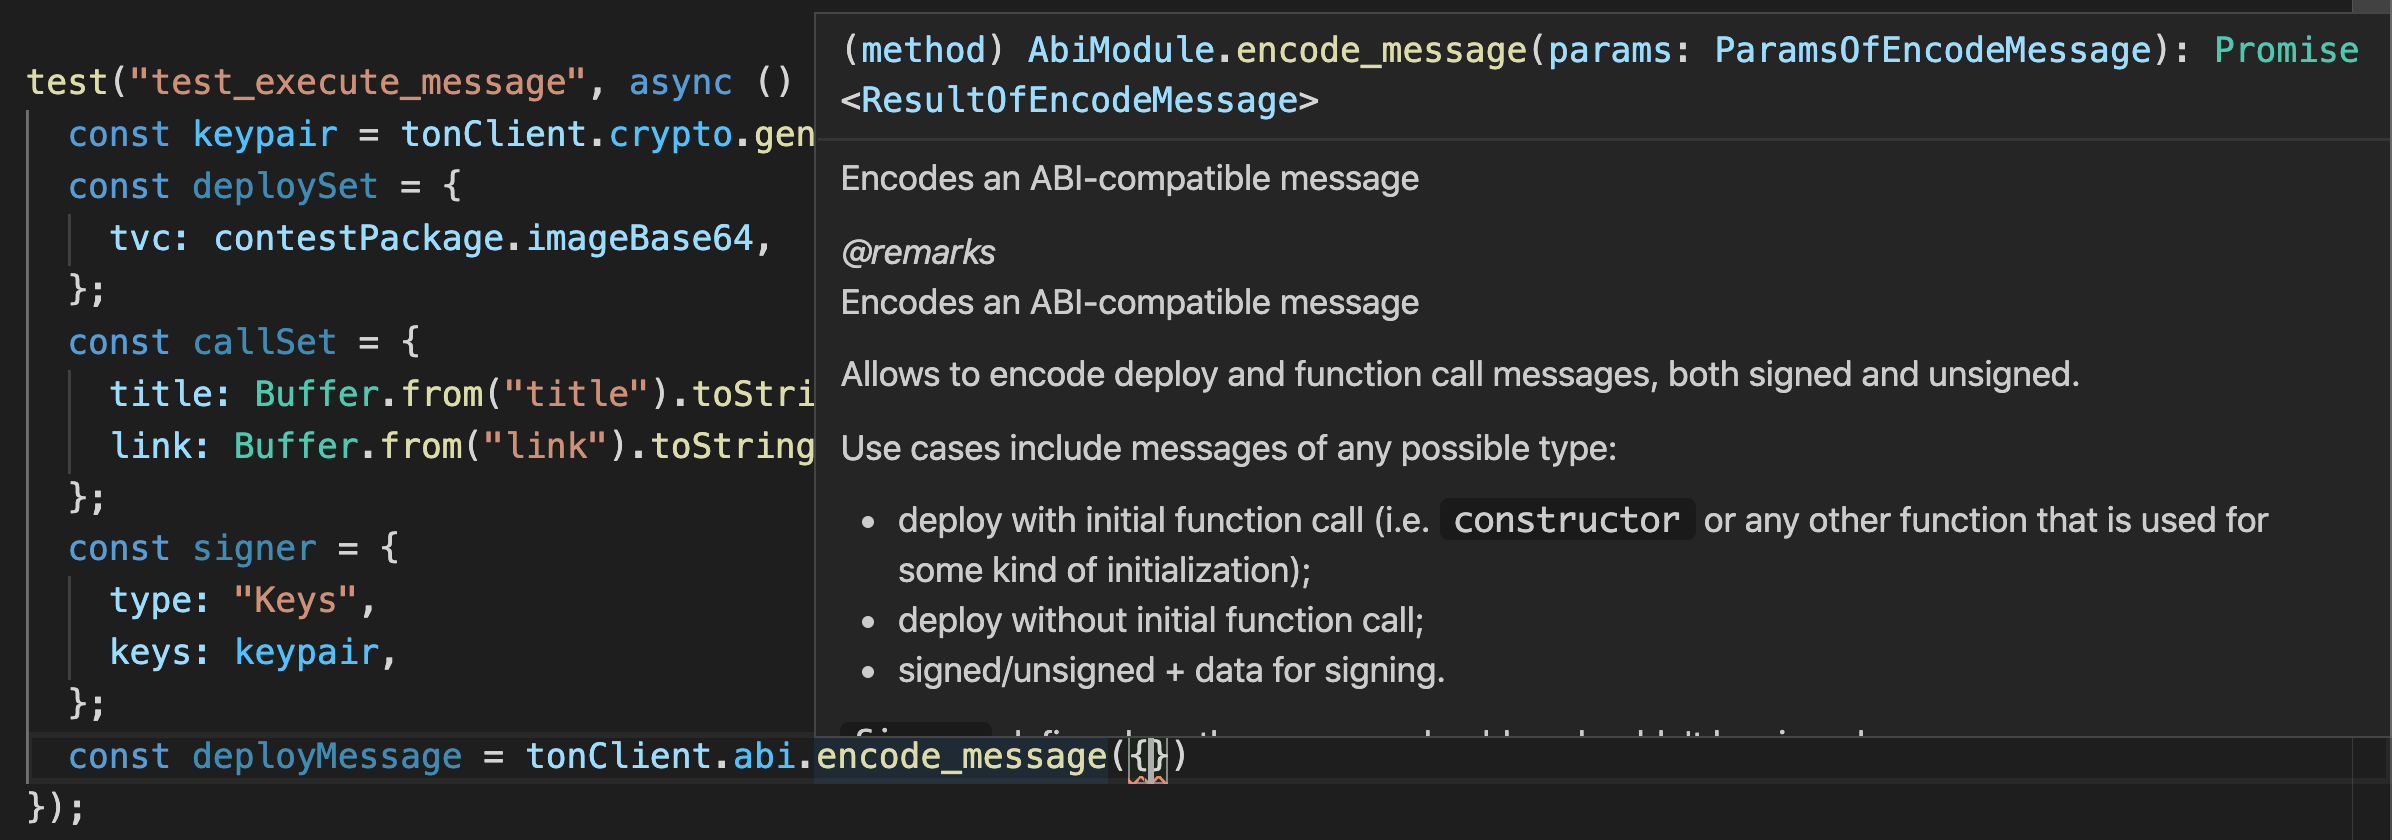 test("test_execute_message", async ()
const keypair = tonClient.crypto.gen
const deploySet = {
tvc: contestPackage.imageBase64,
};
const callSet = {
title: Buffer.from("title").toStri
link: Buffer.from("link").toString
};
const signer = {
type: "Keys",
keys: keypair,
};
const deployMessage = tonClient.abi.encode_message({})
});
(method) AbiModule.encode_message(params: ParamsOfEncodeMessage): Promise
<ResultOfEncodeMessage>
Encodes an ABI-compatible message
@remarks
Encodes an ABI-compatible message
Allows to encode deploy and function call messages, both signed and unsigned.
Use cases include messages of any possible type:
• deploy with initial function call (i.e. constructor or any other function that is used for
some kind of initialization);
• deploy without initial function call;
• signed/unsigned + data for signing.